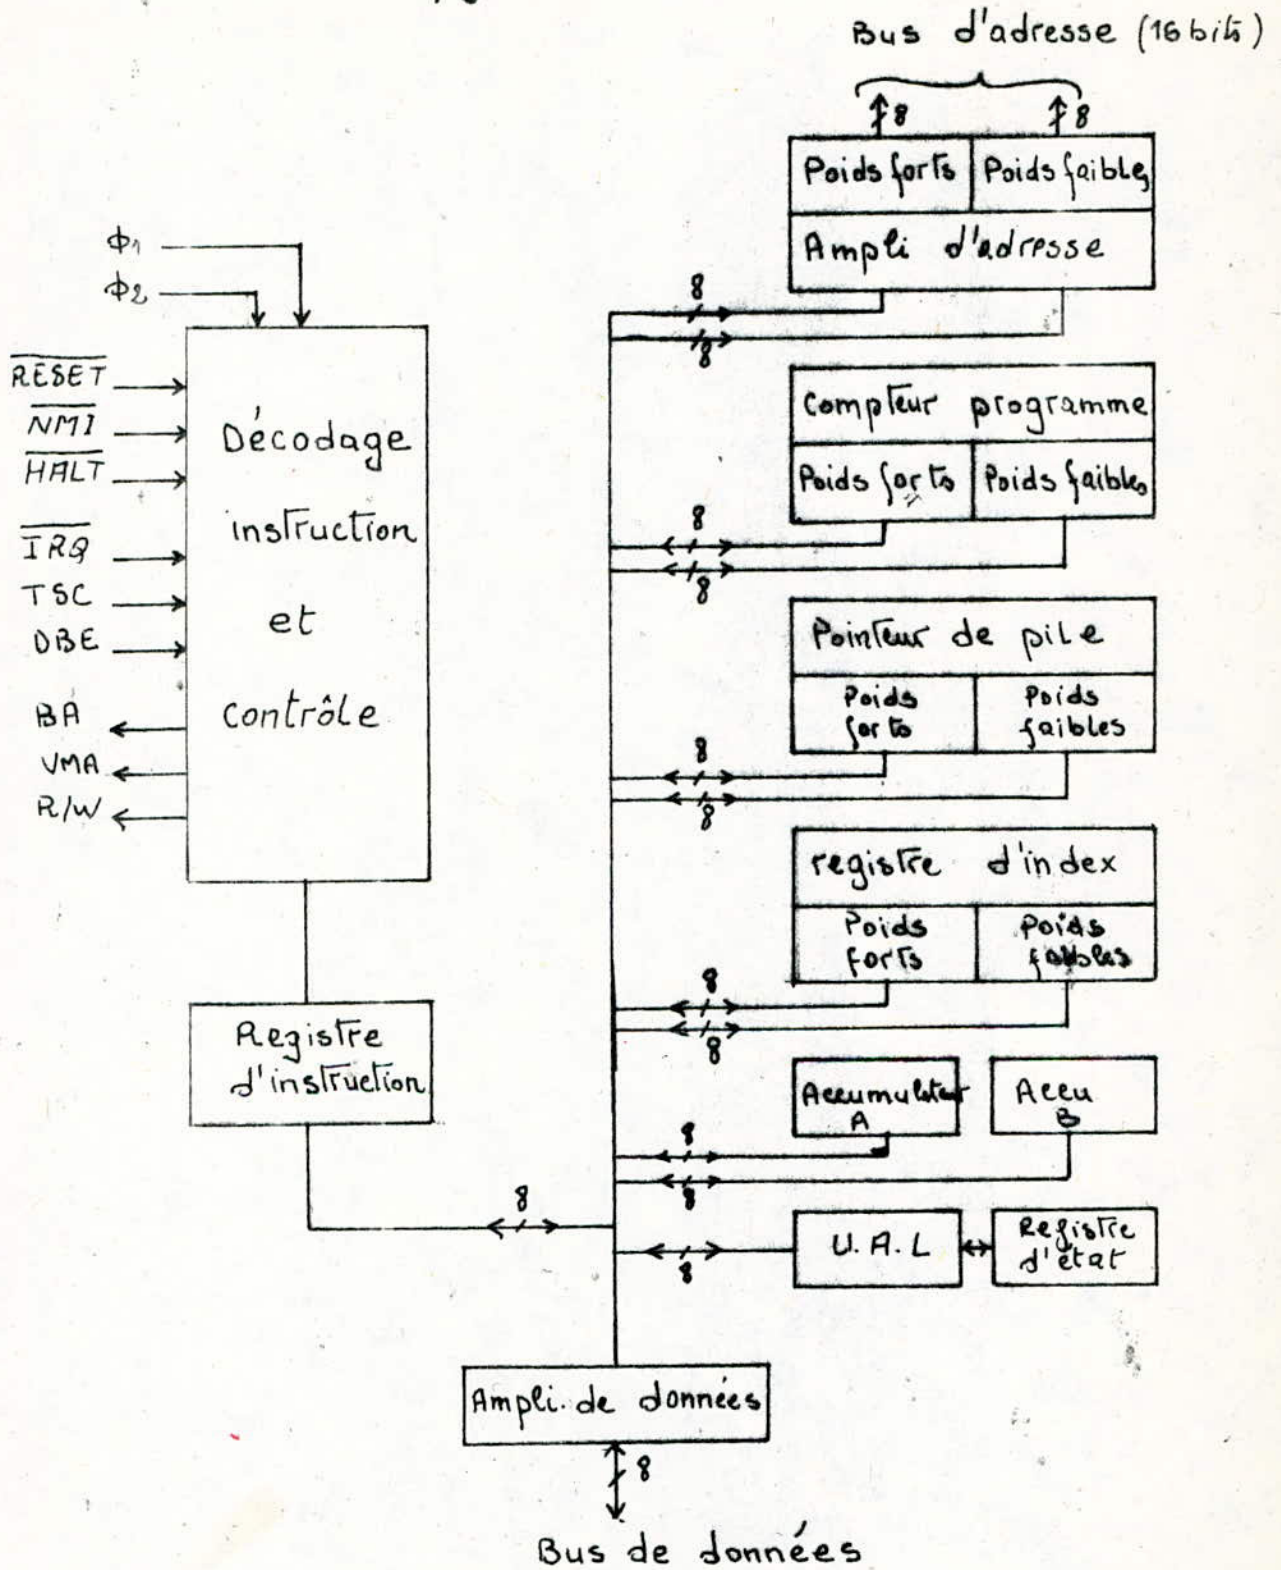 Bus d'adresse (16 bits)
8
8
Poids forts
Poids faibles
Ampli d'adresse
8
8
ɸ1
ɸ2
RESET
NMI
HALT
IRQ
TSC
DBE
BA
VMA
R/W
Décodage
instruction
et
contrôle
Compteur programme
Poids forts
Poids faibles
8
8
Pointeur de pile
Poids
forts
Poids
faibles
8
8
registre d'index
Poids
forts
Poids
faibles
8
8
Registre
d'instruction
Accumulateur
A
Accu
B
8
8
8
U.A.L
Registre
d'état
8
Ampli. de données
8
Bus de données